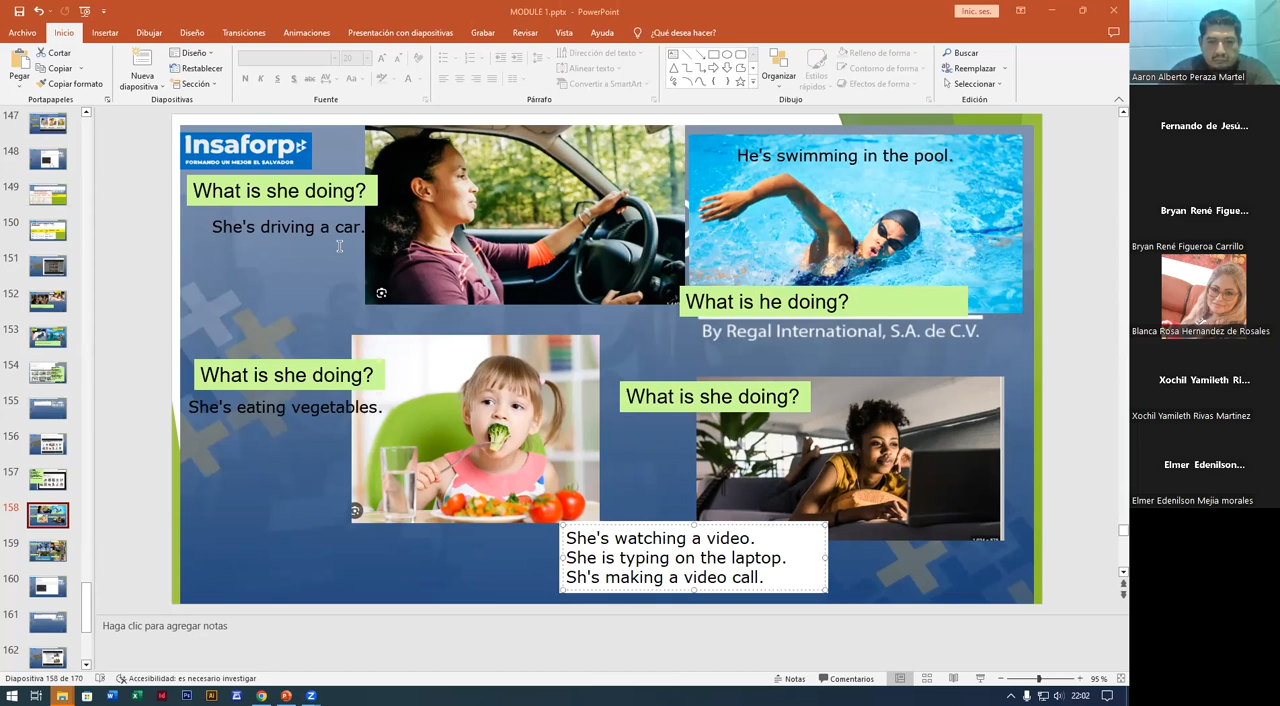 MODULE 1.pptx - PowerPoint
Inic. ses.
Archivo
Inicio
Insertar
Dibujar
Diseño
Transiciones
Animaciones
Presentación con diapositivas
Grabar
Revisar
Vista
Ayuda
¿Qué desea hacer?
Pegar
Cortar
Copiar
Copiar formato
Portapapeles
Nueva diapositiva
Diseño
Restablecer
Sección
Diapositivas
20
N K S S abc AV Aa A A
Fuente
Dirección del texto
Alinear texto
Convertir a SmartArt
Párrafo
Organizar
Estilos rápidos
Relleno de forma
Contorno de forma
Efectos de forma
Dibujo
Buscar
Reemplazar
Seleccionar
Edición
147
148
149
150
151
152
153
154
155
156
157
158
159
160
161
162
Insaforp
FORMANDO UN MEJOR EL SALVADOR
What is she doing?
She's driving a car.
He's swimming in the pool.
What is he doing?
By Regal International, S.A. de C.V.
What is she doing?
She's eating vegetables.
What is she doing?
She's watching a video.
She is typing on the laptop.
Sh's making a video call.
Haga clic para agregar notas
Diapositiva 158 de 170
Accesibilidad: es necesario investigar
Notas
Comentarios
95 %
22:02
Aaron Alberto Peraza Martel
Fernando de Jesú...
Bryan René Figue...
Bryan René Figueroa Carrillo
Blanca Rosa Hernandez de Rosales
Xochil Yamileth Ri...
Xochil Yamileth Rivas Martinez
Elmer Edenilson...
Elmer Edenilson Mejia morales